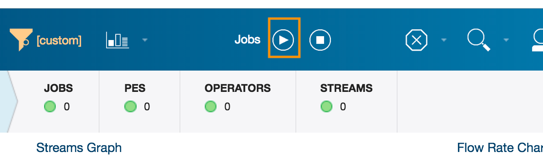 [custom] Jobs
JOBS PES OPERATORS STREAMS
0 0 0 0
Streams Graph Flow Rate Char